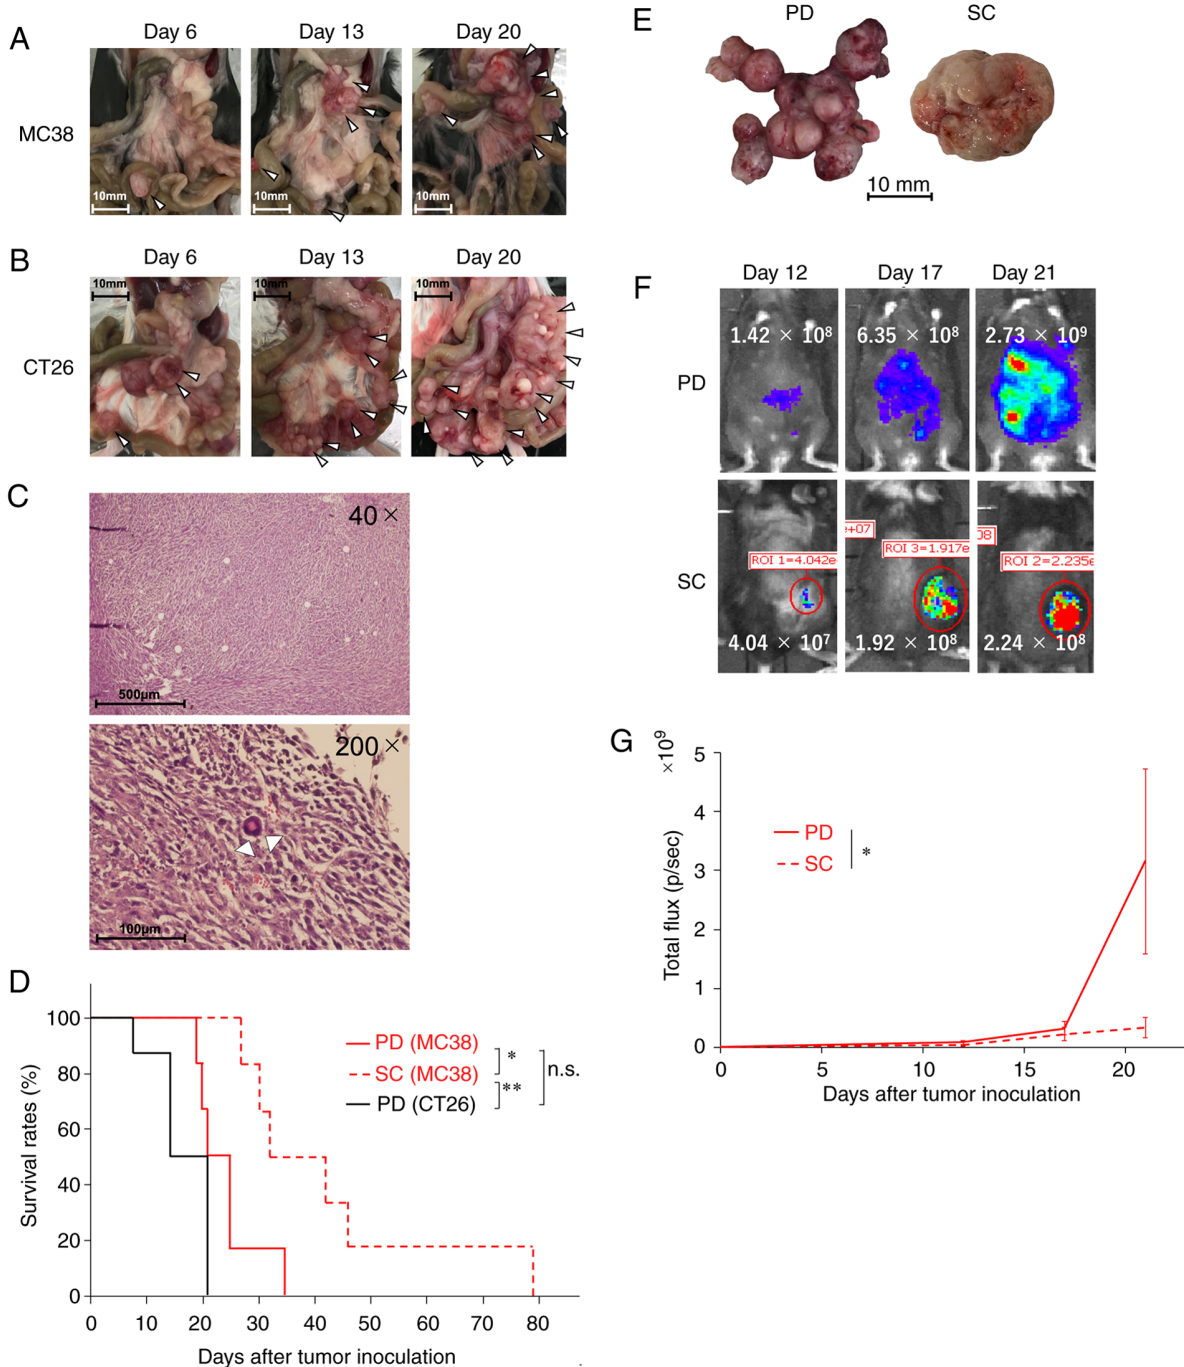 A
Day 6
Day 13
Day 20
MC38
10mm
10mm
10mm
B
Day 6
Day 13
Day 20
CT26
10mm
10mm
10mm
C
40 ×
500µm
200 ×
100µm
D
100
80
60
40
20
0
Survival rates (%)
PD (MC38)
SC (MC38)
PD (CT26)
*
**
n.s.
0 10 20 30 40 50 60 70 80
Days after tumor inoculation
E
PD
SC
10 mm
F
Day 12
Day 17
Day 21
PD
1.42 × 10⁸
6.35 × 10⁸
2.73 × 10⁹
SC
ROI 1=4.042e
e+07
ROI 3=1.917e
08
ROI 2=2.235e
4.04 × 10⁷
1.92 × 10⁸
2.24 × 10⁸
G
×10⁹
5
4
3
2
1
0
Total flux (p/sec)
PD
SC
*
0 5 10 15 20
Days after tumor inoculation